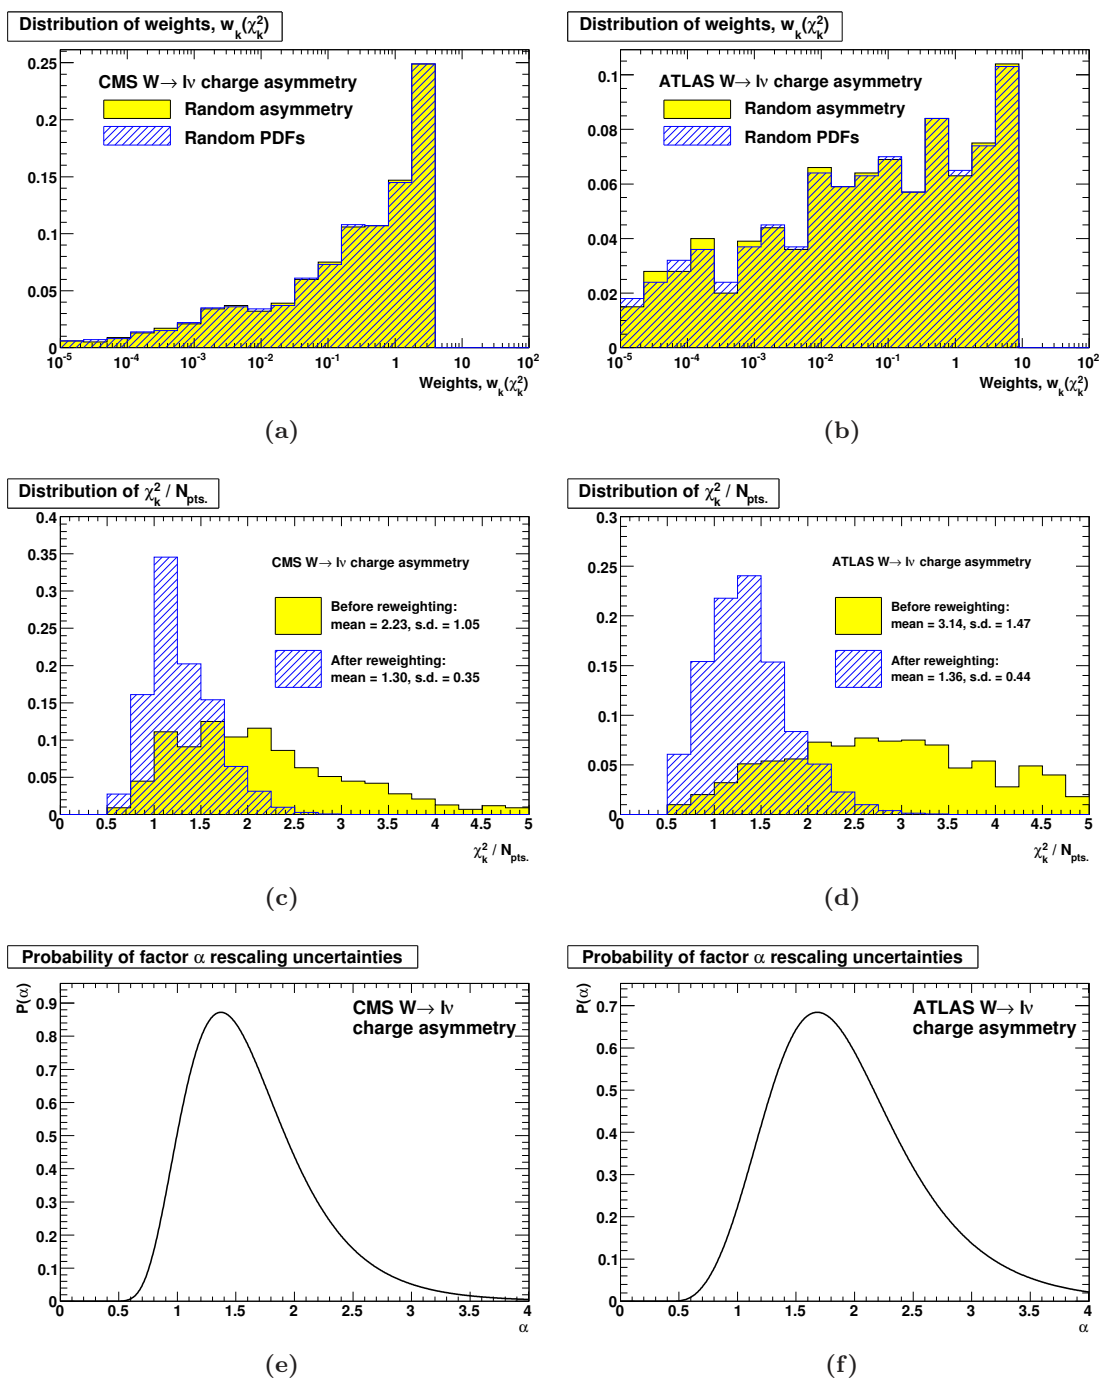 Distribution of weights, w_k(χ²_k)
CMS W→ lν charge asymmetry
Random asymmetry
Random PDFs
0.25
0.2
0.15
0.1
0.05
0
10⁻⁵ 10⁻⁴ 10⁻³ 10⁻² 10⁻¹ 1 10 10²
Weights, w_k(χ²_k)
(a)
Distribution of weights, w_k(χ²_k)
ATLAS W→ lν charge asymmetry
Random asymmetry
Random PDFs
0.1
0.08
0.06
0.04
0.02
0
10⁻⁵ 10⁻⁴ 10⁻³ 10⁻² 10⁻¹ 1 10 10²
Weights, w_k(χ²_k)
(b)
Distribution of χ²_k / N_pts.
0.4
0.35
0.3
0.25
0.2
0.15
0.1
0.05
0
CMS W→ lν charge asymmetry
Before reweighting:
mean = 2.23, s.d. = 1.05
After reweighting:
mean = 1.30, s.d. = 0.35
0 0.5 1 1.5 2 2.5 3 3.5 4 4.5 5
χ²_k / N_pts.
(c)
Distribution of χ²_k / N_pts.
0.3
0.25
0.2
0.15
0.1
0.05
0
ATLAS W→ lν charge asymmetry
Before reweighting:
mean = 3.14, s.d. = 1.47
After reweighting:
mean = 1.36, s.d. = 0.44
0 0.5 1 1.5 2 2.5 3 3.5 4 4.5 5
χ²_k / N_pts.
(d)
Probability of factor α rescaling uncertainties
P(α)
0.9
0.8
0.7
0.6
0.5
0.4
0.3
0.2
0.1
0
CMS W→ lν
charge asymmetry
0 0.5 1 1.5 2 2.5 3 3.5 4
α
(e)
Probability of factor α rescaling uncertainties
P(α)
0.7
0.6
0.5
0.4
0.3
0.2
0.1
0
ATLAS W→ lν
charge asymmetry
0 0.5 1 1.5 2 2.5 3 3.5 4
α
(f)